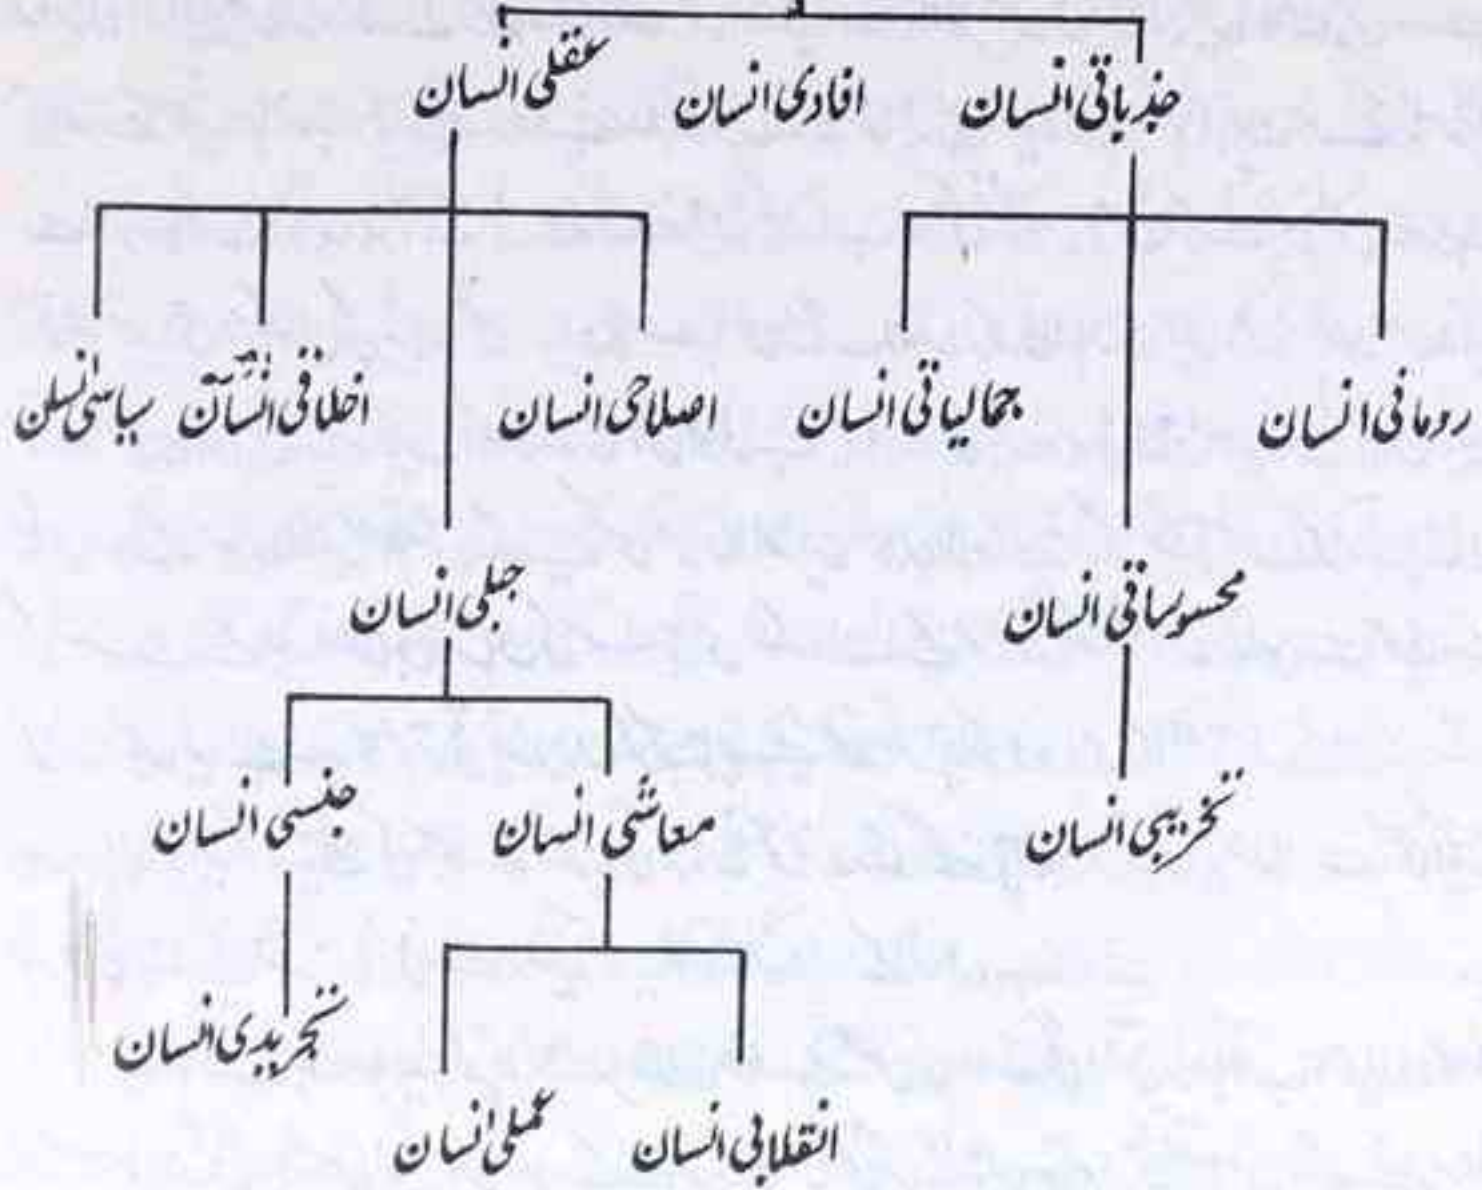 جذباتی انسان افادی انسان عقلی انسان
رومانی انسان جمالیاتی انسان اصلاحی انسان اخلاقی انسان سیاسی انسان
محسوساتی انسان جبلی انسان
تخریبی انسان معاشی انسان جنسی انسان
تجریدی انسان
انقلابی انسان عملی انسان